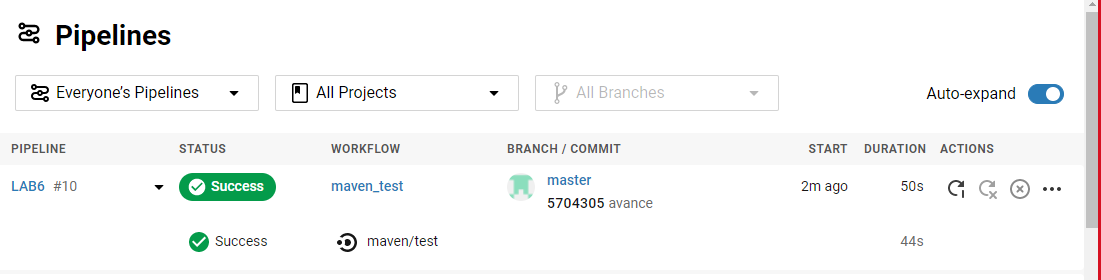 Pipelines
Everyone's Pipelines All Projects All Branches Auto-expand
PIPELINE STATUS WORKFLOW BRANCH / COMMIT START DURATION ACTIONS
LAB6 #10 Success maven_test master 2m ago 50s
5704305 avance
Success maven/test 44s